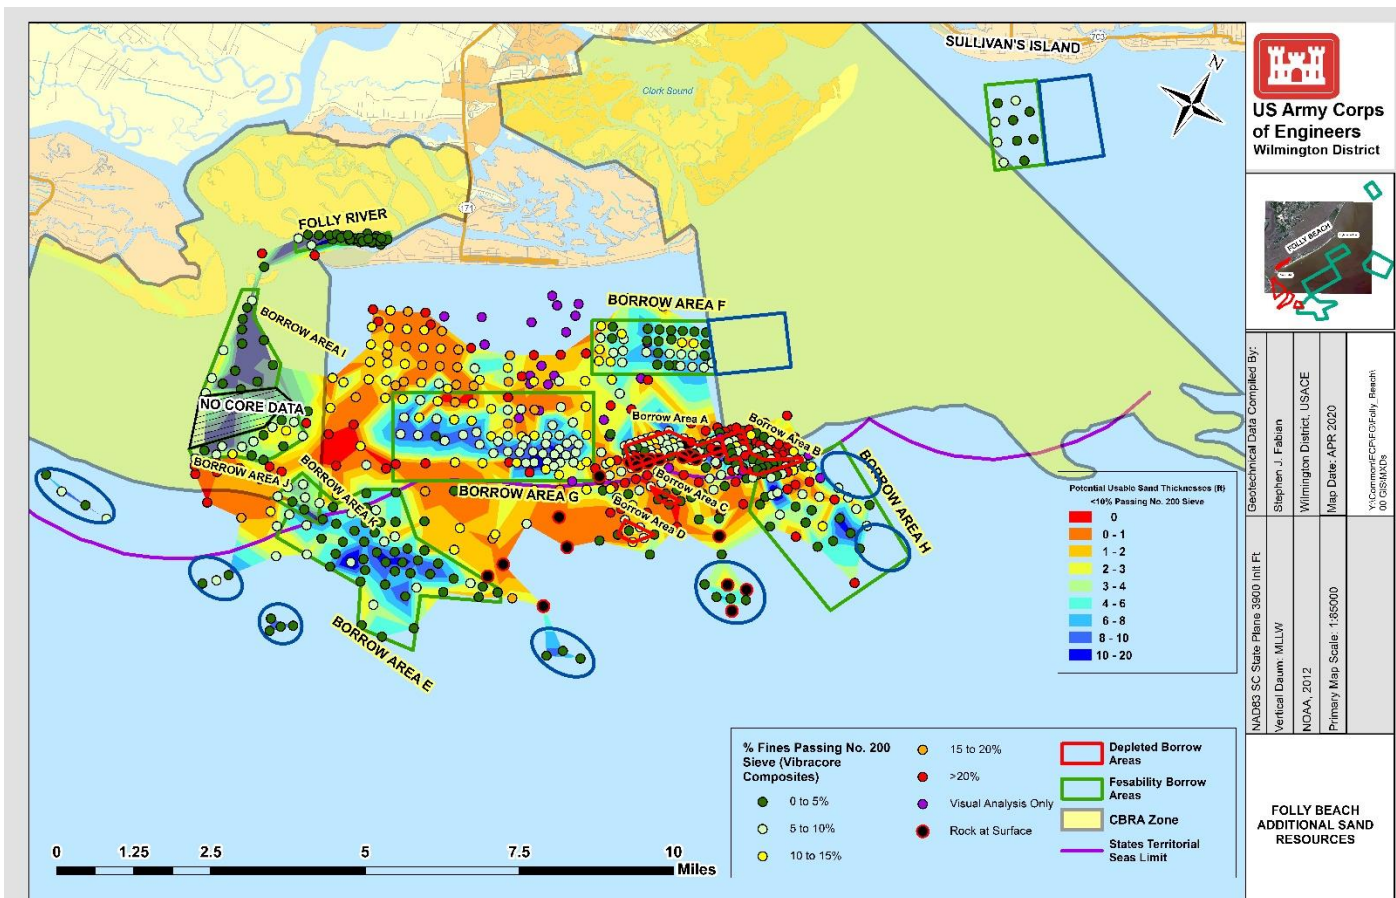 SULLIVAN'S ISLAND
703
N
Clark Sound
171
FOLLY RIVER
BORROW AREA F
BORROW AREA I
NO CORE DATA
Borrow Area A
Borrow Area B
BORROW AREA J
BORROW AREA K
BORROW AREA G
Borrow Area C
Borrow Area D
BORROW AREA H
BORROW AREA E
Potential Usable Sand Thicknesses (ft)
<10% Passing No. 200 Sieve
0
0 - 1
1 - 2
2 - 3
3 - 4
4 - 6
6 - 8
8 - 10
10 - 20
% Fines Passing No. 200
Sieve (Vibracore
Composites)
0 to 5%
5 to 10%
10 to 15%
15 to 20%
>20%
Visual Analysis Only
Rock at Surface
Depleted Borrow
Areas
Fesability Borrow
Areas
CBRA Zone
States Territorial
Seas Limit
0 1.25 2.5 5 7.5 10
Miles
US Army Corps
of Engineers
Wilmington District
FOLLY BEACH
Geotechnical Data Compiled By:
Stephen J. Fabian
Wilmington District, USACE
Map Date: APR 2020
NAD83 SC State Plane 3900 Intl Ft
Vertical Daum: MLLW
NOAA, 2012
Primary Map Scale: 1:85000
FOLLY BEACH
ADDITIONAL SAND
RESOURCES